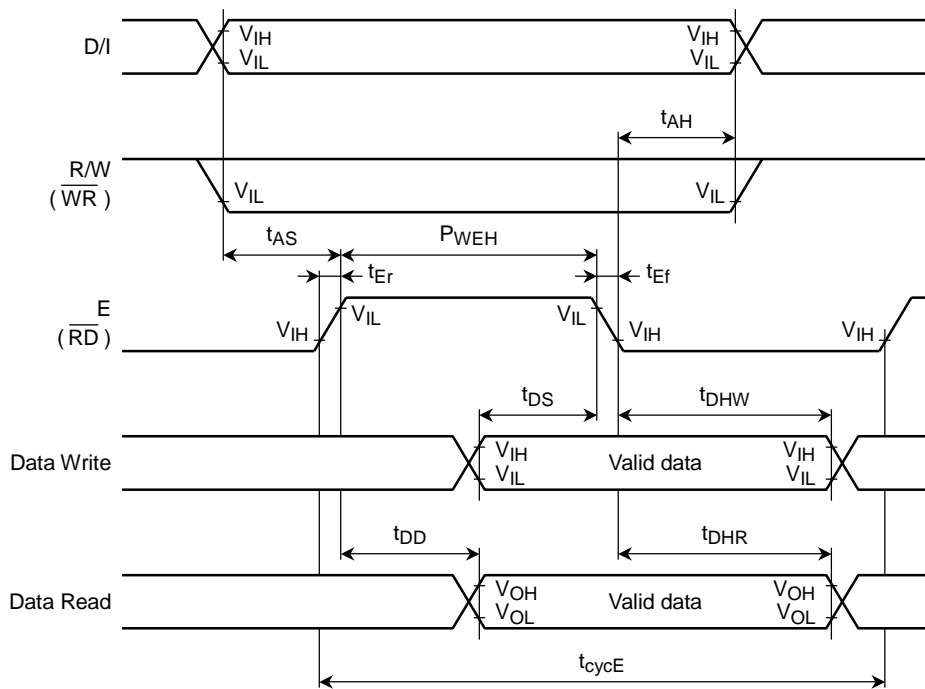 D/I
VIH
VIL
VIH
VIL
tAH
R/W
( WR )
VIL
VIL
tAS
PWEH
tEr
tEf
E
( RD )
VIH
VIL
VIL
VIH
VIH
tDS
tDHW
Data Write
VIH
VIL
Valid data
VIH
VIL
tDD
tDHR
Data Read
VOH
VOL
Valid data
VOH
VOL
tcycE